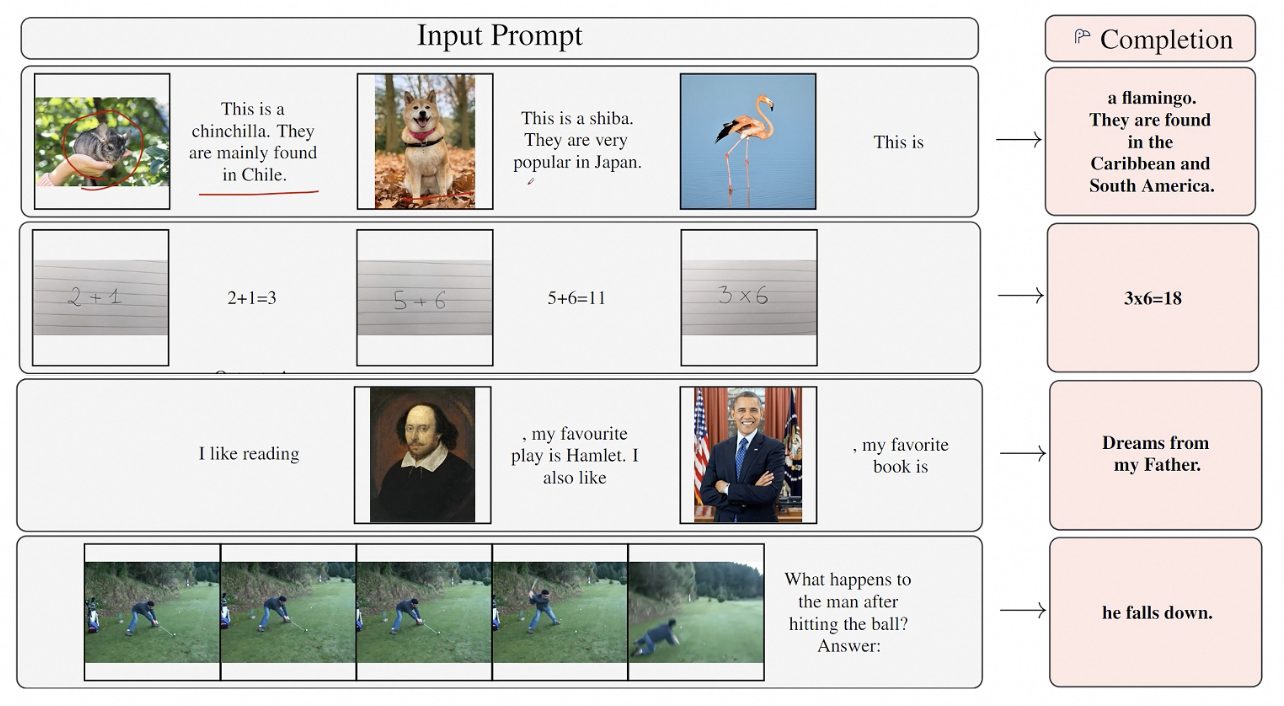 Input Prompt
Completion
This is a
chinchilla. They
are mainly found
in Chile.
This is a shiba.
They are very
popular in Japan.
This is
a flamingo.
They are found
in the
Caribbean and
South America.
2 + 1
2+1=3
5 + 6
5+6=11
3 × 6
3x6=18
I like reading
, my favourite
play is Hamlet. I
also like
, my favorite
book is
Dreams from
my Father.
What happens to
the man after
hitting the ball?
Answer:
he falls down.